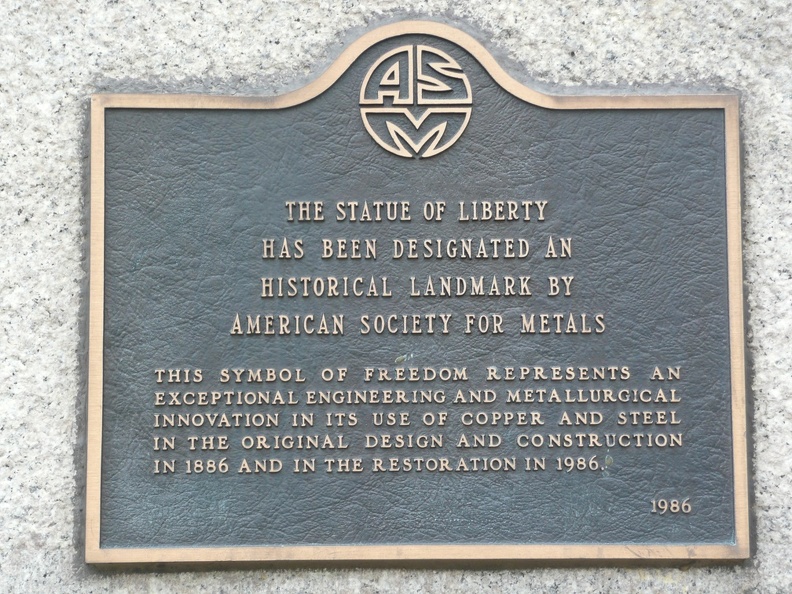 ASM
THE STATUE OF LIBERTY
HAS BEEN DESIGNATED AN
HISTORICAL LANDMARK BY
AMERICAN SOCIETY FOR METALS
THIS SYMBOL OF FREEDOM REPRESENTS AN
EXCEPTIONAL ENGINEERING AND METALLURGICAL
INNOVATION IN ITS USE OF COPPER AND STEEL
IN THE ORIGINAL DESIGN AND CONSTRUCTION
IN 1886 AND IN THE RESTORATION IN 1986.
1986